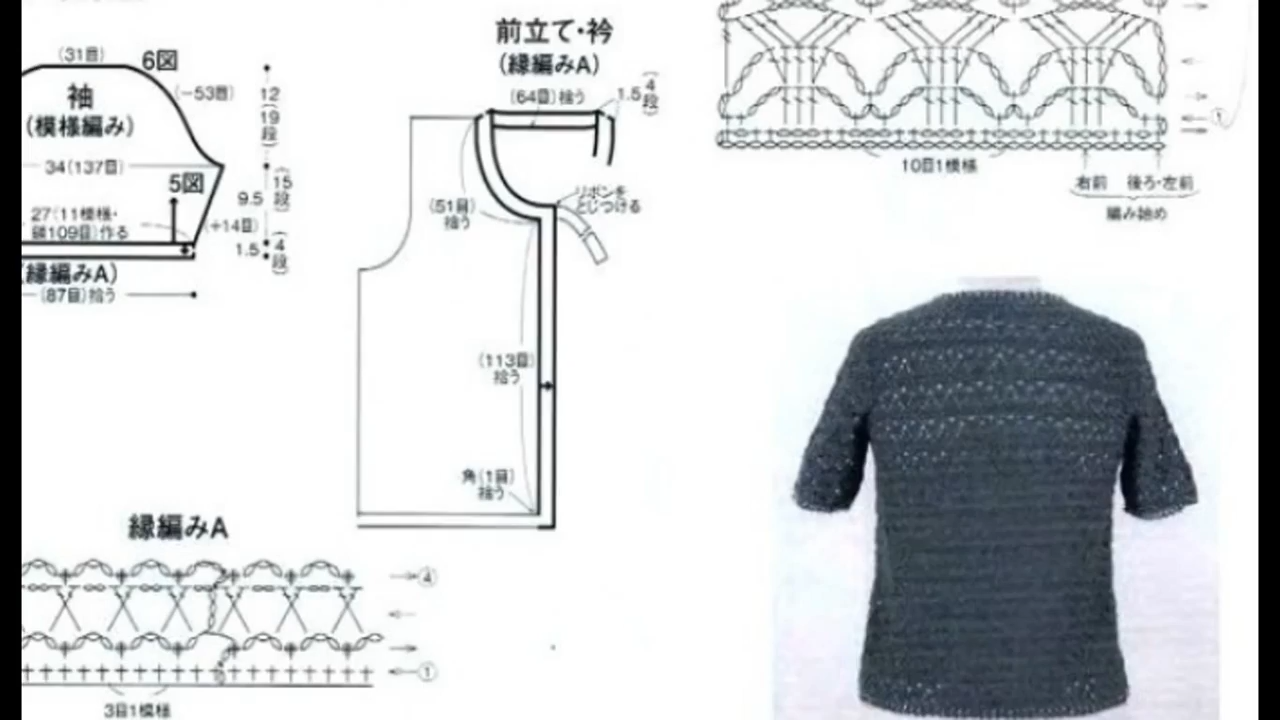 (31目)
6図
袖
(-53目)
(模様編み)
12
(19段)
34(137目)
5図
9.5
(15段)
27(11模様・
鎖109目)作る
(+14目)
1.5
(4段)
(縁編みA)
(87目)拾う
前立て・衿
(縁編みA)
(64目)拾う
1.5
(4段)
(51目)
拾う
リボンを
とじつける
(113目)
拾う
角(1目)
拾う
縁編みA
④
①
3目1模様
①
10目1模様
右前 後ろ・左前
編み始め